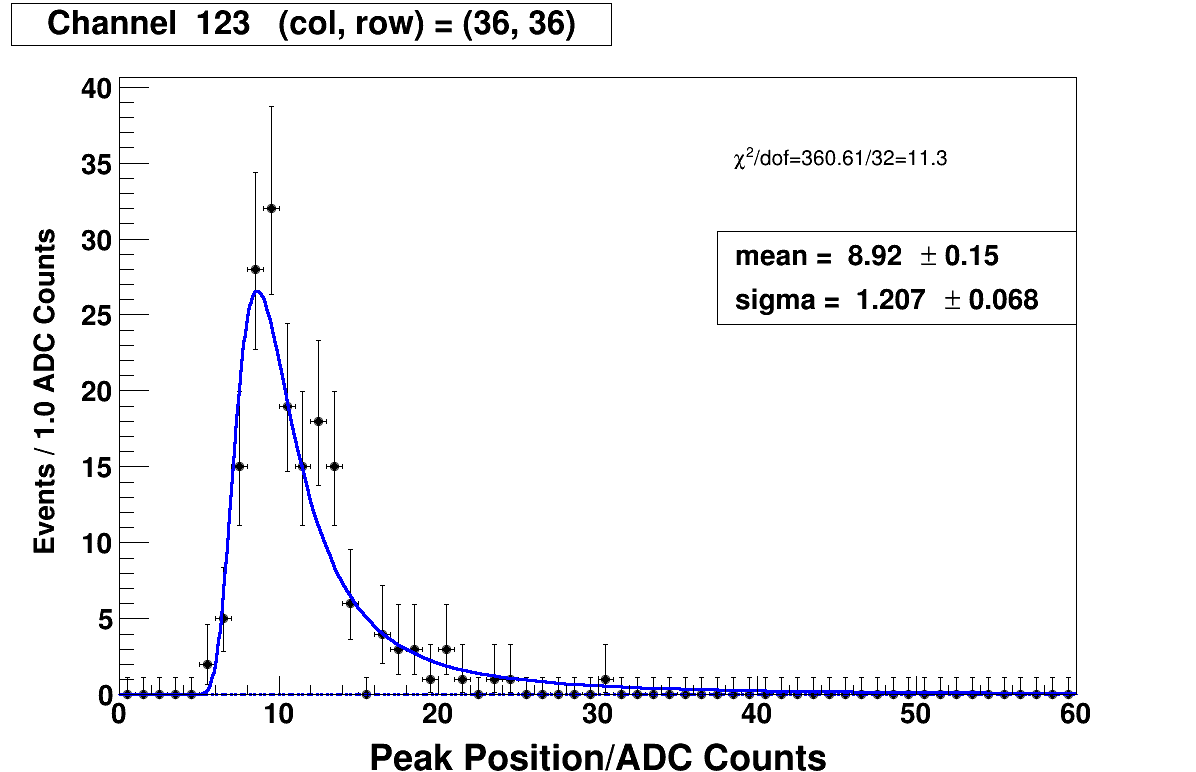 Channel 123 (col, row) = (36, 36)
40
35
30
25
20
15
10
5
0
Events / 1.0 ADC Counts
χ²/dof=360.61/32=11.3
mean = 8.92 ± 0.15
sigma = 1.207 ± 0.068
0 10 20 30 40 50 60
Peak Position/ADC Counts